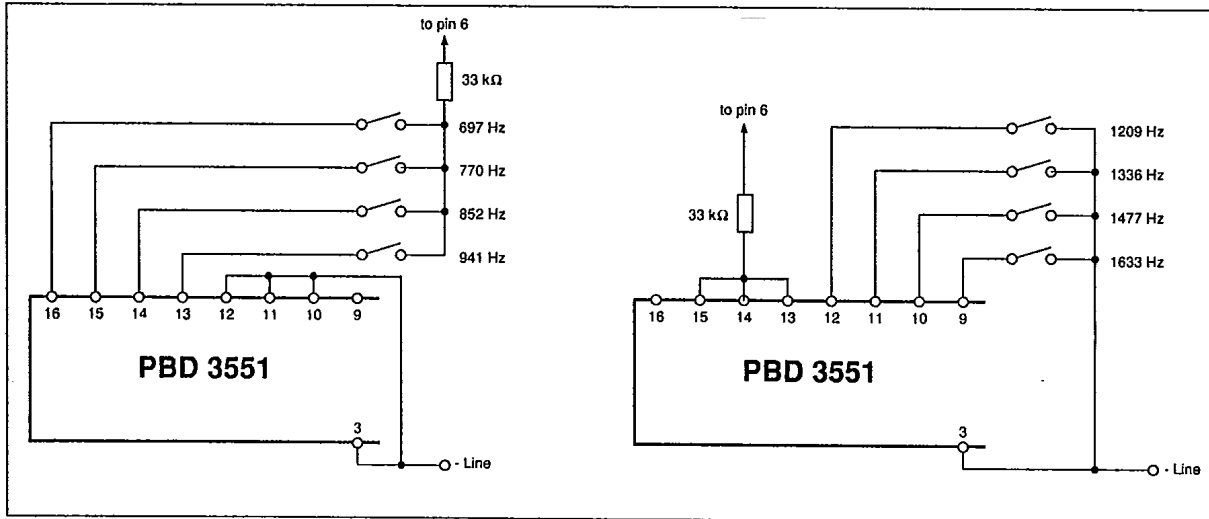 to pin 6
33 kΩ
697 Hz
770 Hz
852 Hz
941 Hz
16 15 14 13 12 11 10 9
PBD 3551
3
- Line
to pin 6
33 kΩ
1209 Hz
1336 Hz
1477 Hz
1633 Hz
16 15 14 13 12 11 10 9
PBD 3551
3
- Line